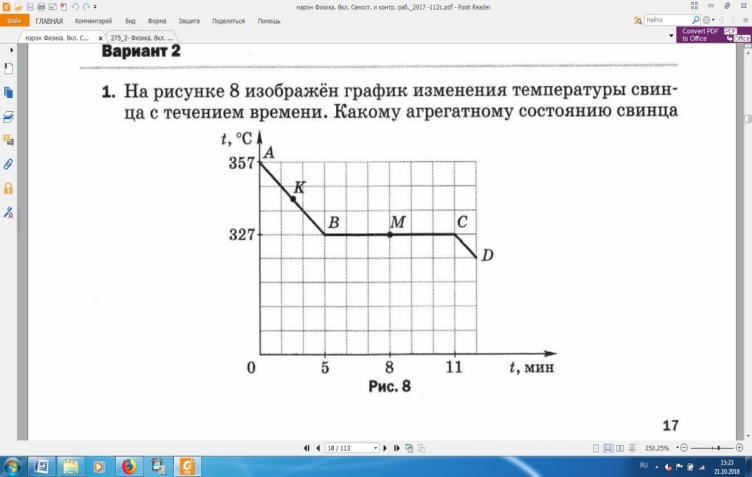 марон Физика. Вкл. Самост. и контр. раб._2017 -112с.pdf - Foxit Reader
Файл ГЛАВНАЯ Комментарий Вид Форма Защита Поделиться Помощь
Найти
марон Физика. Вкл. С... 275_2- Физика. Вкл. ...
Convert PDF to Office
PDF Office
Вариант 2
1. На рисунке 8 изображён график изменения температуры свин-
ца с течением времени. Какому агрегатному состоянию свинца
t, °C
357 A
K
327 B M C
D
0 5 8 11 t, мин
Рис. 8
17
18 / 113
250.25%
RU
15:23
21.10.2018